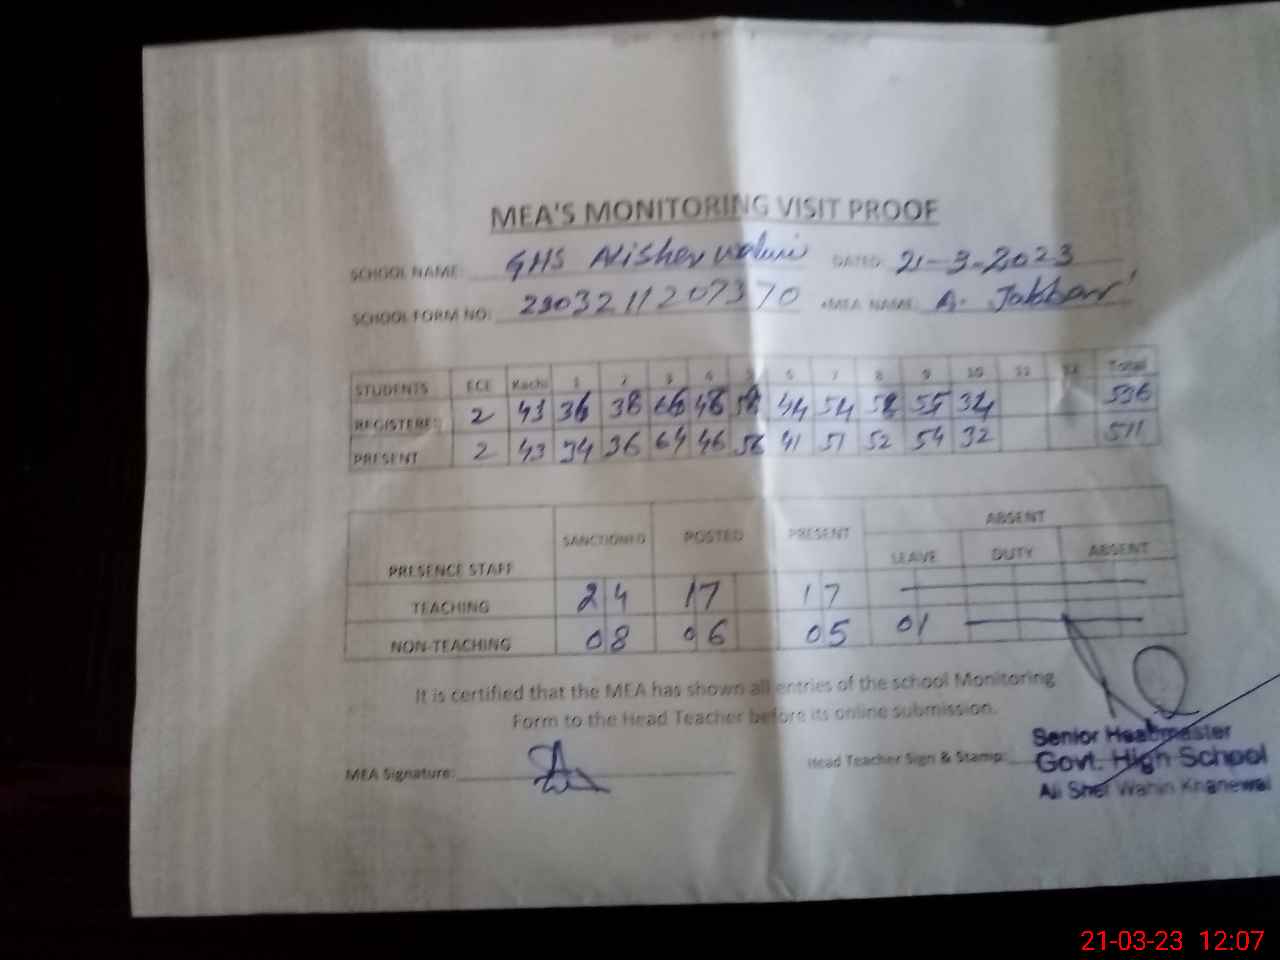 MEA'S MONITORING VISIT PROOF
SCHOOL NAME: GHS Alisher wahin DATED: 21-3-2023
SCHOOL FORM NO: 2903211207370 MEA NAME: A. Jabbar
STUDENTS ECE Kachi 1 2 3 4 5 6 7 8 9 10 11 12 Total
REGISTERED 2 43 36 38 66 48 58 44 54 58 55 34 536
PRESENT 2 43 34 36 64 46 56 41 51 52 54 32 511
ABSENT
PRESENCE STAFF SANCTIONED POSTED PRESENT LEAVE DUTY ABSENT
TEACHING 24 17 17
NON-TEACHING 08 06 05 01
It is certified that the MEA has shown all entries of the school Monitoring
Form to the Head Teacher before its online submission.
MEA Signature: Head Teacher Sign & Stamp:
Senior Headmaster
Govt. High School
Ali Sher Wahin Khanewal
21-03-23 12:07